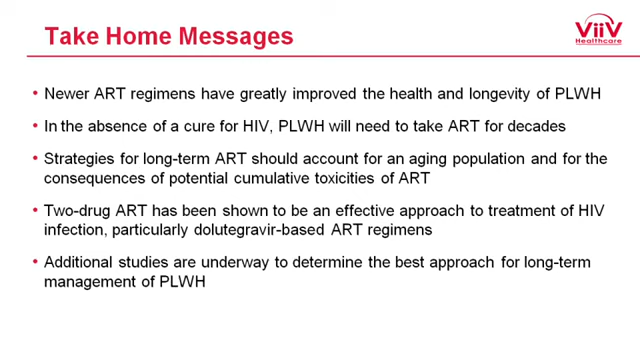 Take Home Messages
ViiV
Healthcare
• Newer ART regimens have greatly improved the health and longevity of PLWH
• In the absence of a cure for HIV, PLWH will need to take ART for decades
• Strategies for long-term ART should account for an aging population and for the
consequences of potential cumulative toxicities of ART
• Two-drug ART has been shown to be an effective approach to treatment of HIV
infection, particularly dolutegravir-based ART regimens
• Additional studies are underway to determine the best approach for long-term
management of PLWH